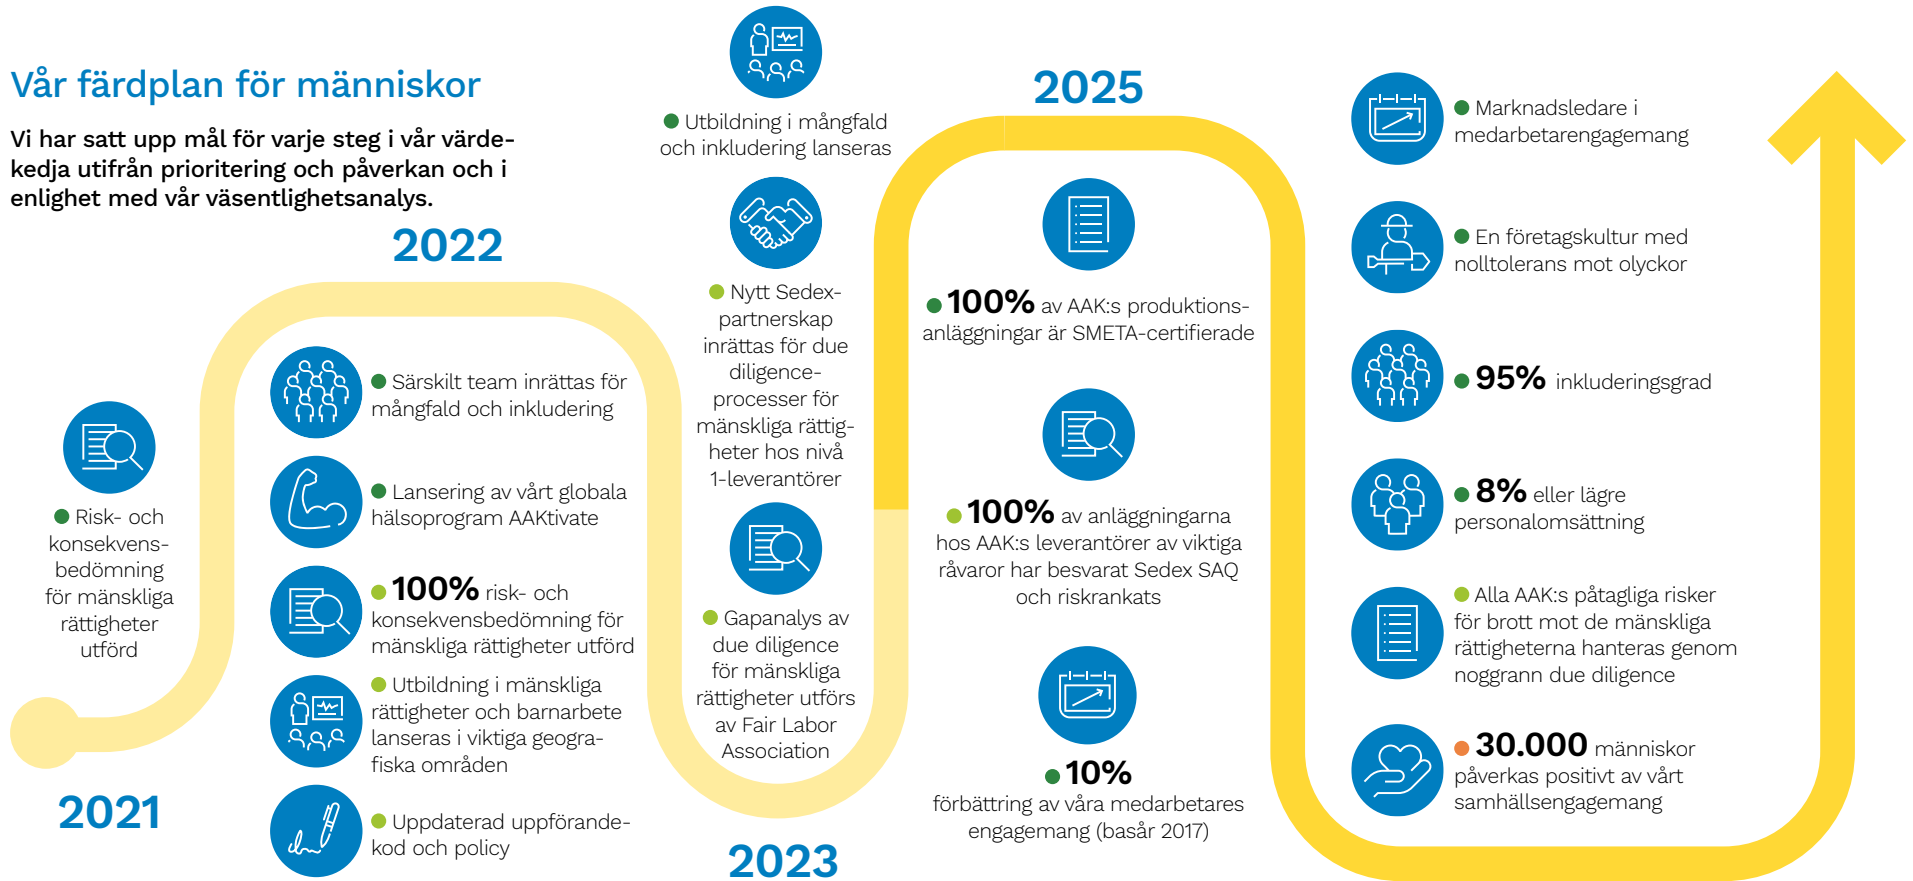 Vår färdplan för människor
Vi har satt upp mål för varje steg i vår värde-
kedja utifrån prioritering och påverkan och i
enlighet med vår väsentlighetsanalys.
2021
Risk- och
konsekvens-
bedömning
för mänskliga
rättigheter
utförd
2022
Särskilt team inrättas för
mångfald och inkludering
Lansering av vårt globala
hälsoprogram AAKtivate
100% risk- och
konsekvensbedömning för
mänskliga rättigheter utförd
Utbildning i mänskliga
rättigheter och barnarbete
lanseras i viktiga geogra-
fiska områden
Uppdaterad uppförande-
kod och policy
Utbildning i mångfald
och inkludering lanseras
Nytt Sedex-
partnerskap
inrättas för due
diligence-
processer för
mänskliga rättig-
heter hos nivå
1-leverantörer
Gapanalys av
due diligence
för mänskliga
rättigheter utförs
av Fair Labor
Association
2023
2025
100% av AAK:s produktions-
anläggningar är SMETA-certifierade
100% av anläggningarna
hos AAK:s leverantörer av viktiga
råvaror har besvarat Sedex SAQ
och riskrankats
10%
förbättring av våra medarbetares
engagemang (basår 2017)
Marknadsledare i
medarbetarengagemang
En företagskultur med
nolltolerans mot olyckor
95% inkluderingsgrad
8% eller lägre
personalomsättning
Alla AAK:s påtagliga risker
för brott mot de mänskliga
rättigheterna hanteras genom
noggrann due diligence
30.000 människor
påverkas positivt av vårt
samhällsengagemang